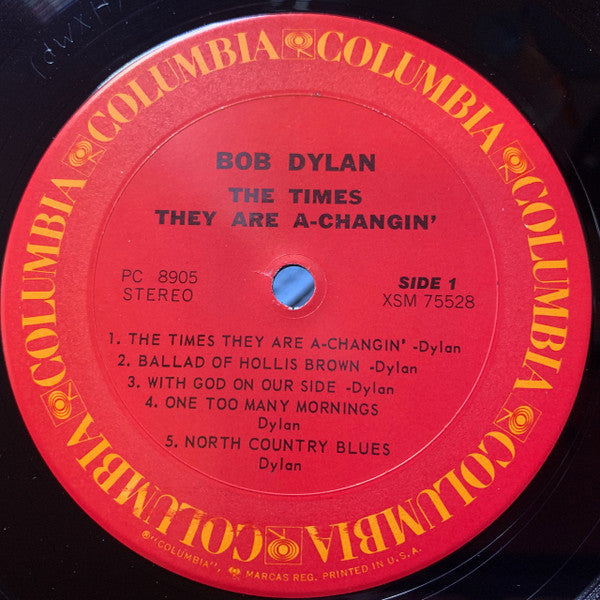 COLUMBIA COLUMBIA COLUMBIA COLUMBIA COLUMBIA COLUMBIA
BOB DYLAN
THE TIMES
THEY ARE A-CHANGIN'
PC 8905
STEREO
SIDE 1
XSM 75528
1. THE TIMES THEY ARE A-CHANGIN' -Dylan
2. BALLAD OF HOLLIS BROWN -Dylan
3. WITH GOD ON OUR SIDE -Dylan
4. ONE TOO MANY MORNINGS
Dylan
5. NORTH COUNTRY BLUES
Dylan
®"COLUMBIA", MARCAS REG. PRINTED IN U.S.A.